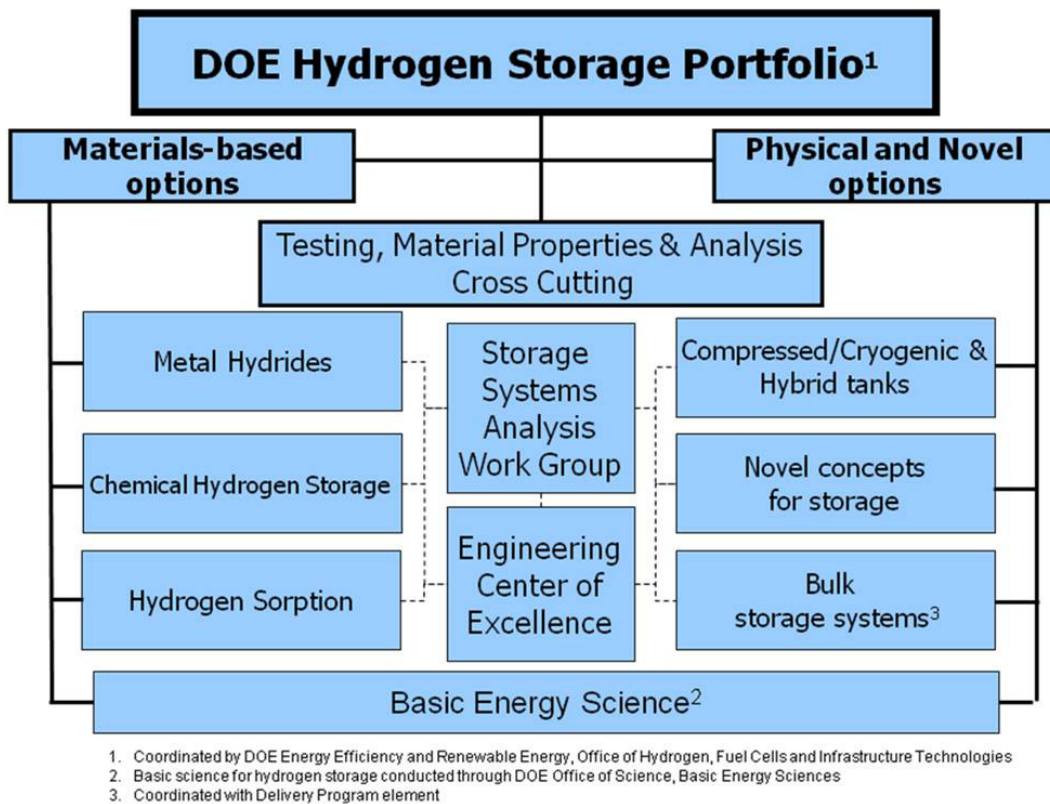 DOE Hydrogen Storage Portfolio¹
Materials-based
options
Physical and Novel
options
Testing, Material Properties & Analysis
Cross Cutting
Metal Hydrides
Storage
Systems
Analysis
Work Group
Compressed/Cryogenic &
Hybrid tanks
Chemical Hydrogen Storage
Novel concepts
for storage
Engineering
Center of
Excellence
Hydrogen Sorption
Bulk
storage systems³
Basic Energy Science²
1. Coordinated by DOE Energy Efficiency and Renewable Energy, Office of Hydrogen, Fuel Cells and Infrastructure Technologies
2. Basic science for hydrogen storage conducted through DOE Office of Science, Basic Energy Sciences
3. Coordinated with Delivery Program element